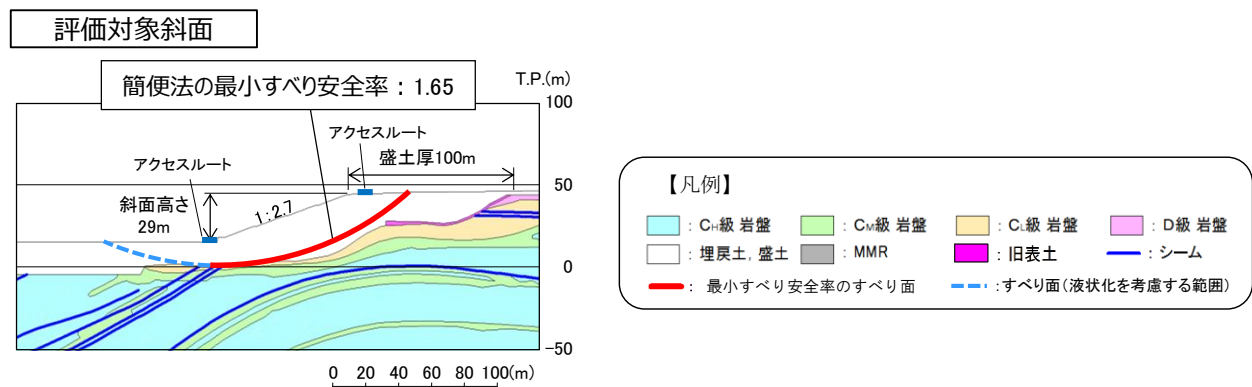 評価対象斜面
簡便法の最小すべり安全率：1.65
T.P.(m)
100
アクセスルート
盛土厚100m
アクセスルート
50
斜面高さ
29m
1：2.7
0
-50
0 20 40 60 80 100(m)
【凡例】
：CH級 岩盤 ：CM級 岩盤 ：CL級 岩盤 ：D級 岩盤
：埋戻土，盛土 ：MMR ：旧表土 ：シーム
： 最小すべり安全率のすべり面 ：すべり面(液状化を考慮する範囲)